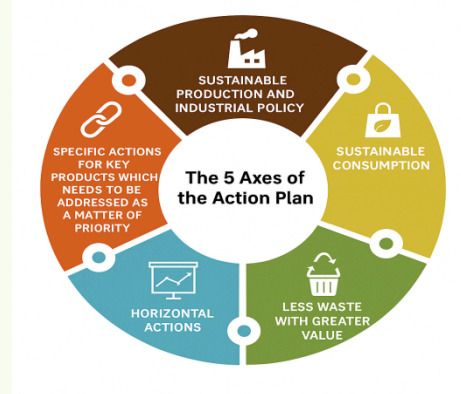 SUSTAINABLE
PRODUCTION AND
INDUSTRIAL POLICY
SUSTAINABLE
CONSUMPTION
LESS WASTE
WITH GREATER
VALUE
HORIZONTAL
ACTIONS
SPECIFIC ACTIONS
FOR KEY
PRODUCTS WHICH
NEEDS TO BE
ADDRESSED AS
A MATTER OF
PRIORITY
The 5 Axes of
the Action Plan